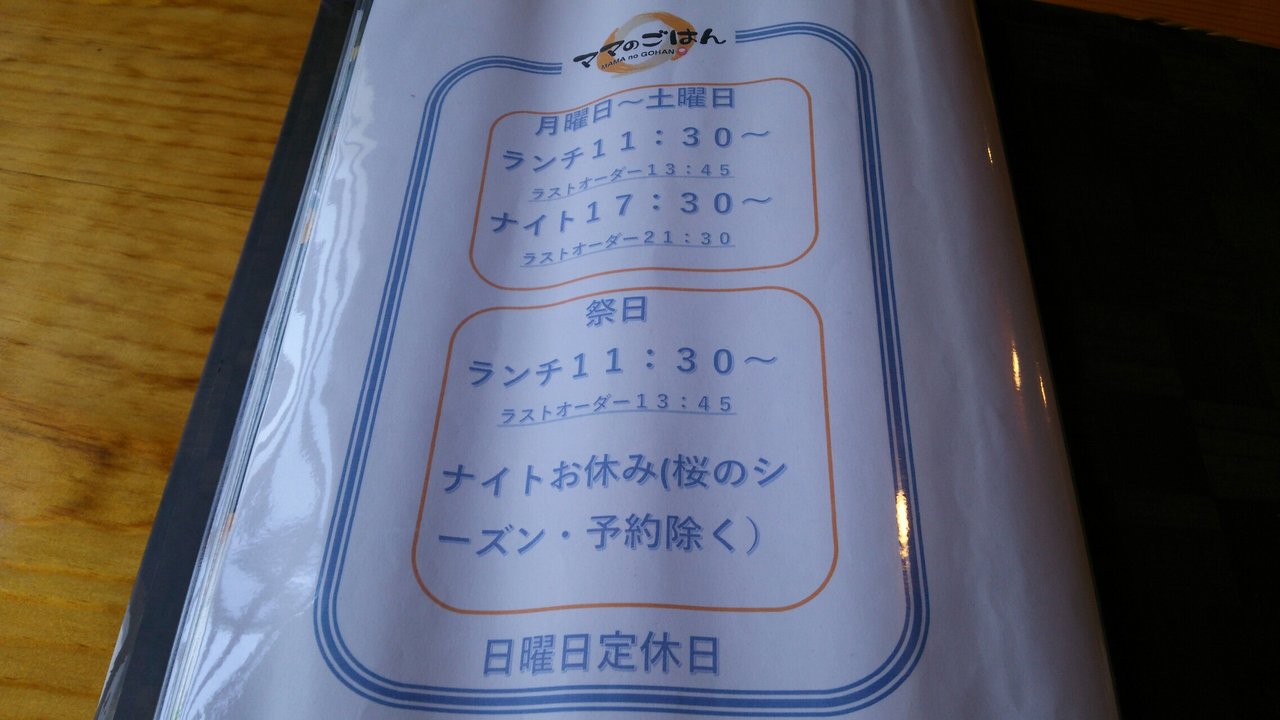 ママのごはん
MAMA no GOHAN
月曜日～土曜日
ランチ１１：３０～
ラストオーダー１３：４５
ナイト１７：３０～
ラストオーダー２１：３０
祭日
ランチ１１：３０～
ラストオーダー１３：４５
ナイトお休み(桜のシ
ーズン・予約除く）
日曜日定休日